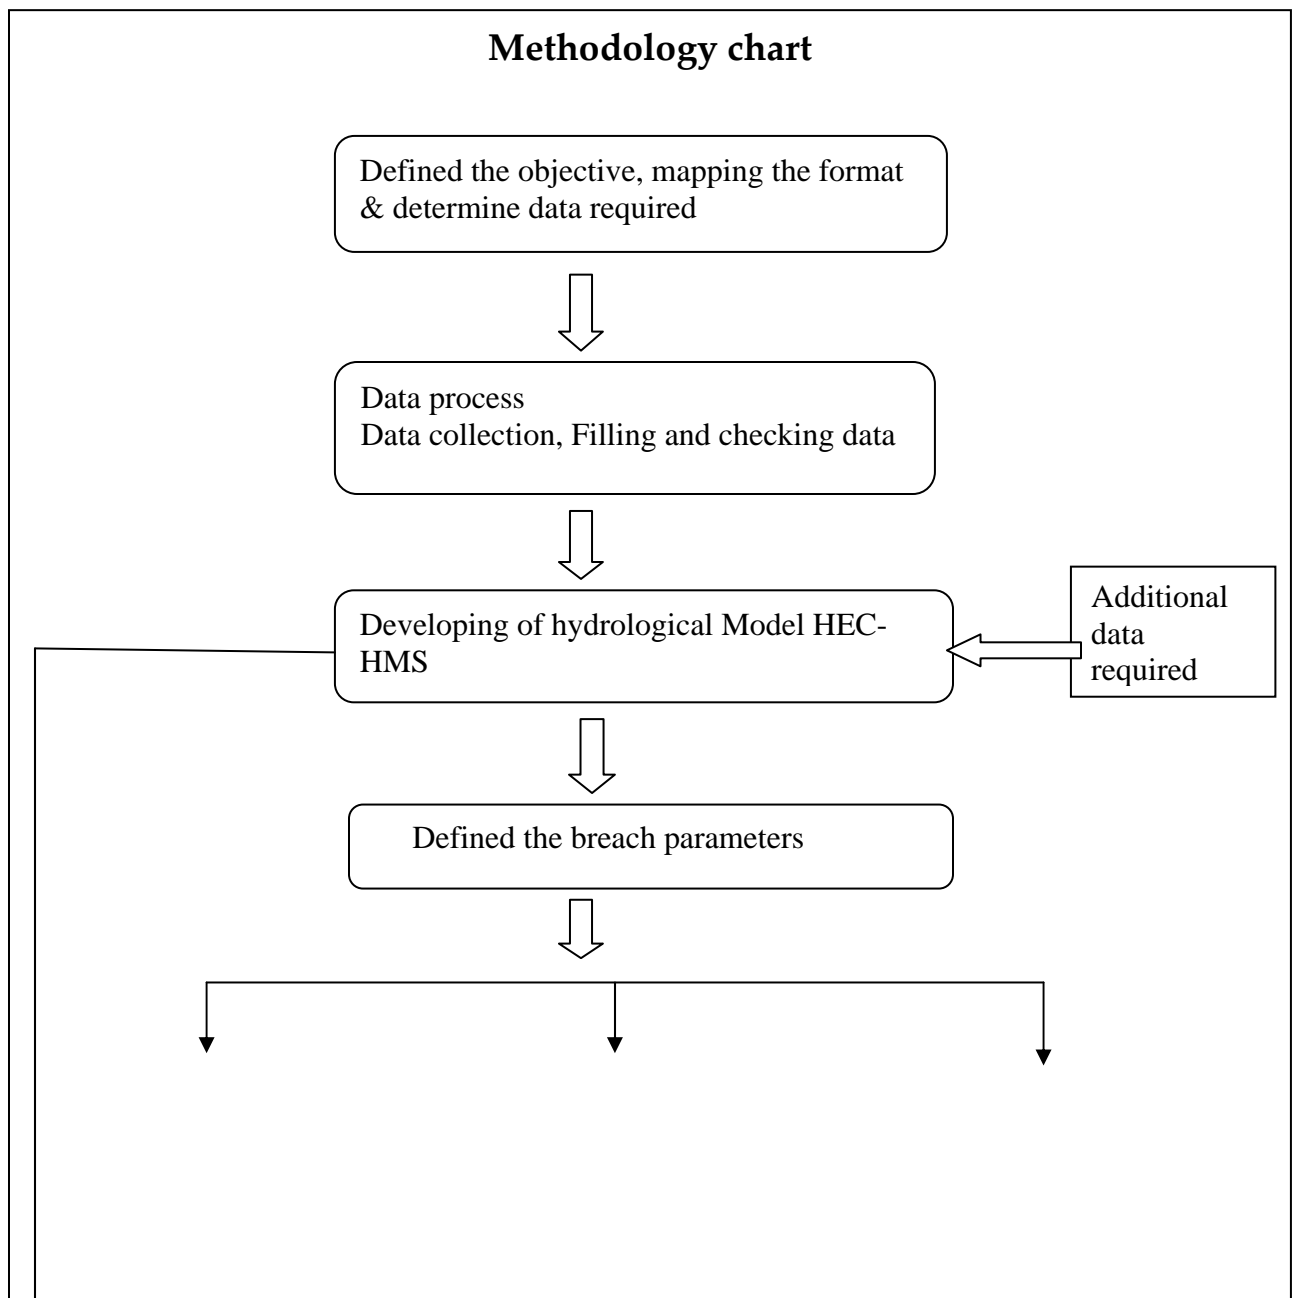 Methodology chart
Defined the objective, mapping the format
& determine data required
Data process
Data collection, Filling and checking data
Developing of hydrological Model HEC-
HMS
Additional
data
required
Defined the breach parameters